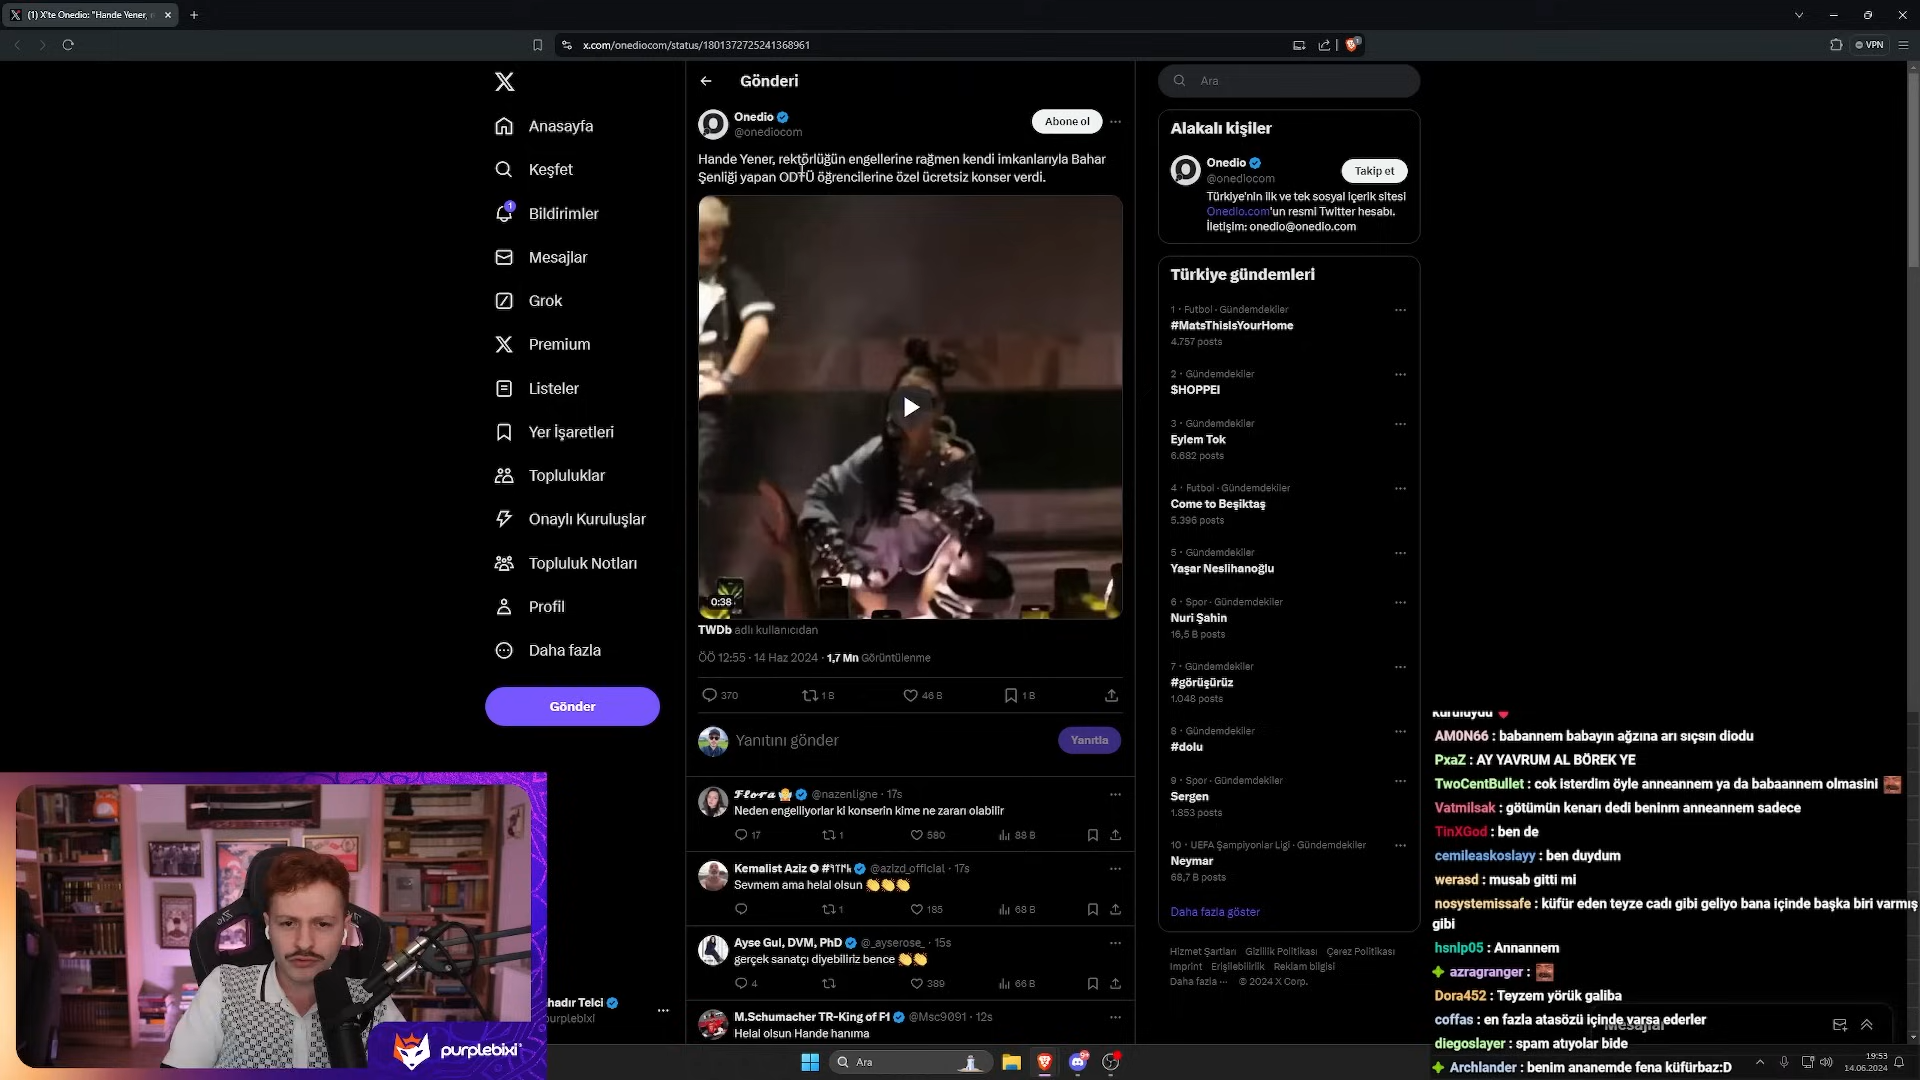 (1) X'te Onedio: "Hande Yener,
x.com/onediocom/status/1801372725241368961
VPN
Anasayfa
Keşfet
1
Bildirimler
Mesajlar
Grok
Premium
Listeler
Yer İşaretleri
Topluluklar
Onaylı Kuruluşlar
Topluluk Notları
Profil
Daha fazla
Gönder
hadır Telci
purplebixi
Gönderi
Onedio
@onediocom
Abone ol
Hande Yener, rektörlüğün engellerine rağmen kendi imkanlarıyla Bahar
Şenliği yapan ODTÜ öğrencilerine özel ücretsiz konser verdi.
0:38
TWDb adlı kullanıcıdan
ÖÖ 12:55 · 14 Haz 2024 · 1,7 Mn Görüntülenme
370 1 B 46 B 1 B
Yanıtını gönder
Yanıtla
Flora @nazenligne · 17s
Neden engelliyorlar ki konserin kime ne zararı olabilir
17 1 580 88 B
Kemalist Aziz @azizd_official · 17s
Sevmem ama helal olsun 👏👏👏
1 185 68 B
Ayse Gul, DVM, PhD @_ayserose_ · 15s
gerçek sanatçı diyebiliriz bence 👏👏
4 389 66 B
M.Schumacher TR-King of F1 @Msc9091 · 12s
Helal olsun Hande hanıma
Ara
Alakalı kişiler
Onedio
@onediocom
Takip et
Türkiye'nin ilk ve tek sosyal içerik sitesi
Onedio.com'un resmi Twitter hesabı.
İletişim: onedio@onedio.com
Türkiye gündemleri
1 · Futbol · Gündemdekiler
#MatsThisIsYourHome
4.757 posts
2 · Gündemdekiler
$HOPPEI
3 · Gündemdekiler
Eylem Tok
6.682 posts
4 · Futbol · Gündemdekiler
Come to Beşiktaş
5.396 posts
5 · Gündemdekiler
Yaşar Neslihanoğlu
6 · Spor · Gündemdekiler
Nuri Şahin
16,5 B posts
7 · Gündemdekiler
#görüşürüz
1.048 posts
8 · Gündemdekiler
#dolu
9 · Spor · Gündemdekiler
Sergen
1.853 posts
10 · UEFA Şampiyonlar Ligi · Gündemdekiler
Neymar
68,7 B posts
Daha fazla göster
Hizmet Şartları Gizlilik Politikası Çerez Politikası
Imprint Erişilebilirlik Reklam bilgisi
Daha fazla ··· © 2024 X Corp.
kuruluydu
AM0N66 : babannem babayın ağzına arı sıçsın diodu
PxaZ : AY YAVRUM AL BÖREK YE
TwoCentBullet : cok isterdim öyle anneannem ya da babaannem olmasini
Vatmilsak : götümün kenarı dedi beninm anneannem sadece
TinXGod : ben de
cemileaskoslayy : ben duydum
werasd : musab gitti mi
nosystemissafe : küfür eden teyze cadı gibi geliyo bana içinde başka biri varmış
gibi
hsnlp05 : Annannem
azragranger :
Dora452 : Teyzem yörük galiba
coffas : en fazla atasözü içinde varsa ederler
Mesajlar
diegoslayer : spam atıyolar bide
Archlander : benim ananemde fena küfürbaz:D
purplebixi
Ara
19:53
14.06.2024